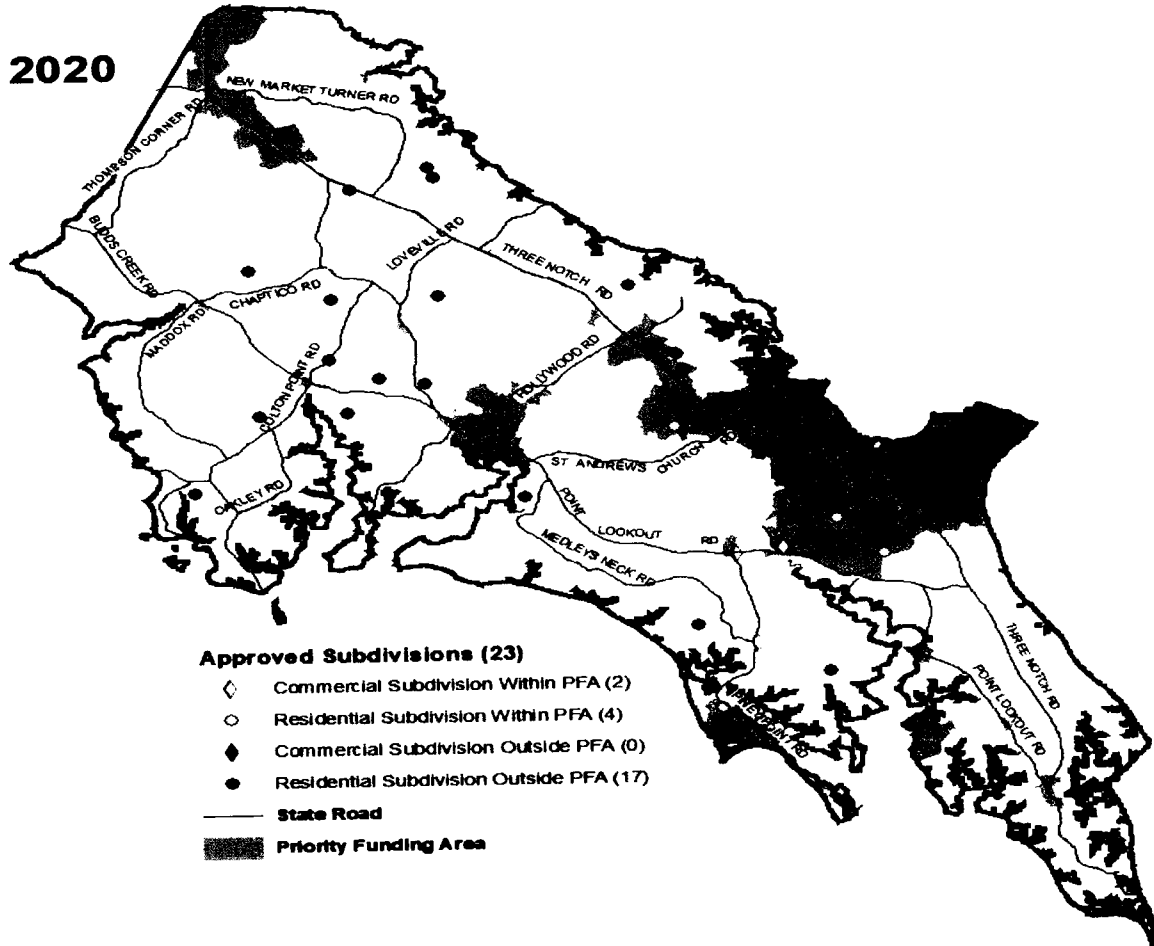 2020
NEW MARKET TURNER RD
THOMPSON CORNER RD
BUDDS CREEK RD
LOVEVILLE RD
THREE NOTCH RD
CHAPTICO RD
MADDOX RD
COLTON POINT RD
HOLLYWOOD RD
ST ANDREWS CHURCH RD
OAKLEY RD
POINT LOOKOUT RD
MEDLEYS NECK RD
THREE NOTCH RD
POINT LOOKOUT RD
PINEY POINT RD
Approved Subdivisions (23)
Commercial Subdivision Within PFA (2)
Residential Subdivision Within PFA (4)
Commercial Subdivision Outside PFA (0)
Residential Subdivision Outside PFA (17)
State Road
Priority Funding Area